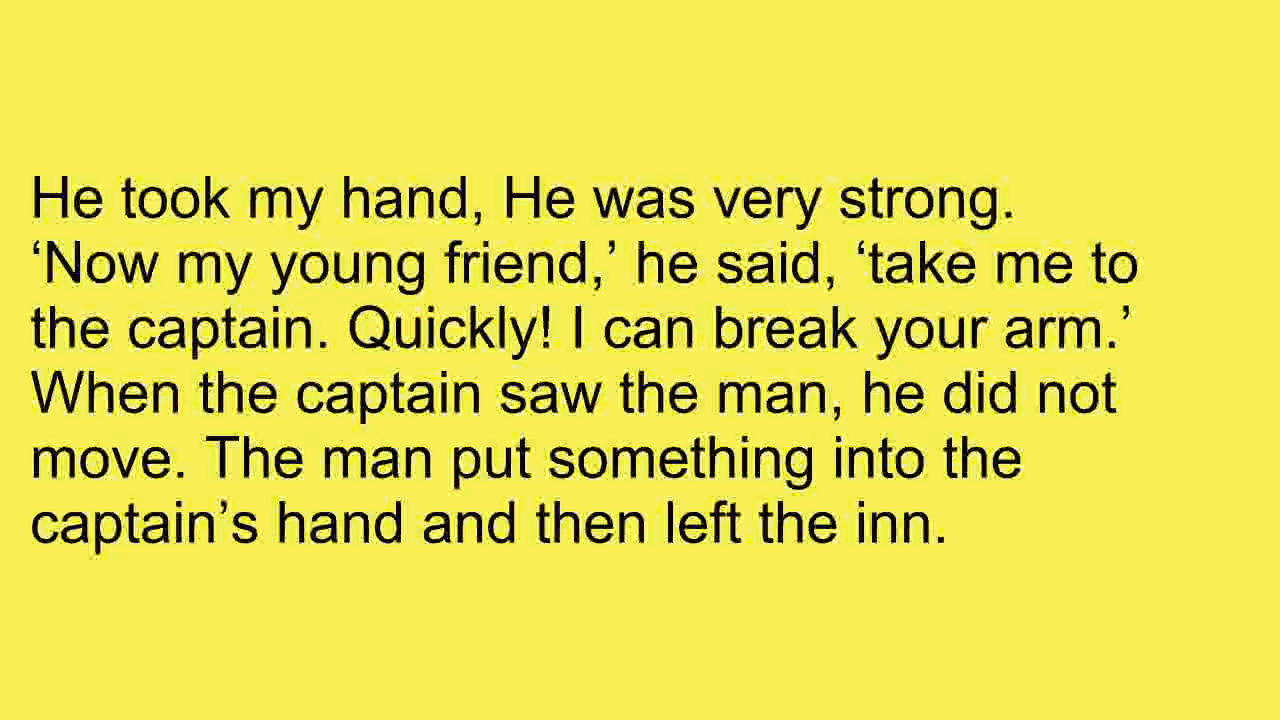 He took my hand, He was very strong.
‘Now my young friend,’ he said, ‘take me to
the captain. Quickly! I can break your arm.’
When the captain saw the man, he did not
move. The man put something into the
captain’s hand and then left the inn.